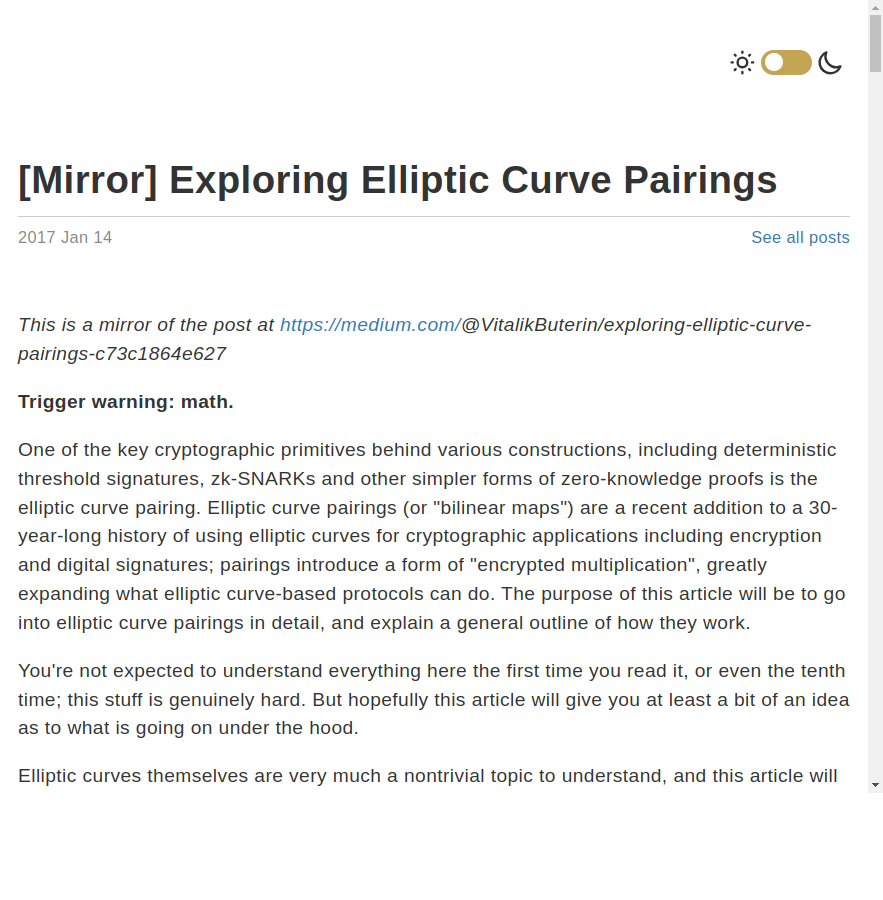 [Mirror] Exploring Elliptic Curve Pairings
2017 Jan 14
See all posts
This is a mirror of the post at https://medium.com/@VitalikButerin/exploring-elliptic-curve-
pairings-c73c1864e627
Trigger warning: math.
One of the key cryptographic primitives behind various constructions, including deterministic
threshold signatures, zk-SNARKs and other simpler forms of zero-knowledge proofs is the
elliptic curve pairing. Elliptic curve pairings (or "bilinear maps") are a recent addition to a 30-
year-long history of using elliptic curves for cryptographic applications including encryption
and digital signatures; pairings introduce a form of "encrypted multiplication", greatly
expanding what elliptic curve-based protocols can do. The purpose of this article will be to go
into elliptic curve pairings in detail, and explain a general outline of how they work.
You're not expected to understand everything here the first time you read it, or even the tenth
time; this stuff is genuinely hard. But hopefully this article will give you at least a bit of an idea
as to what is going on under the hood.
Elliptic curves themselves are very much a nontrivial topic to understand, and this article will